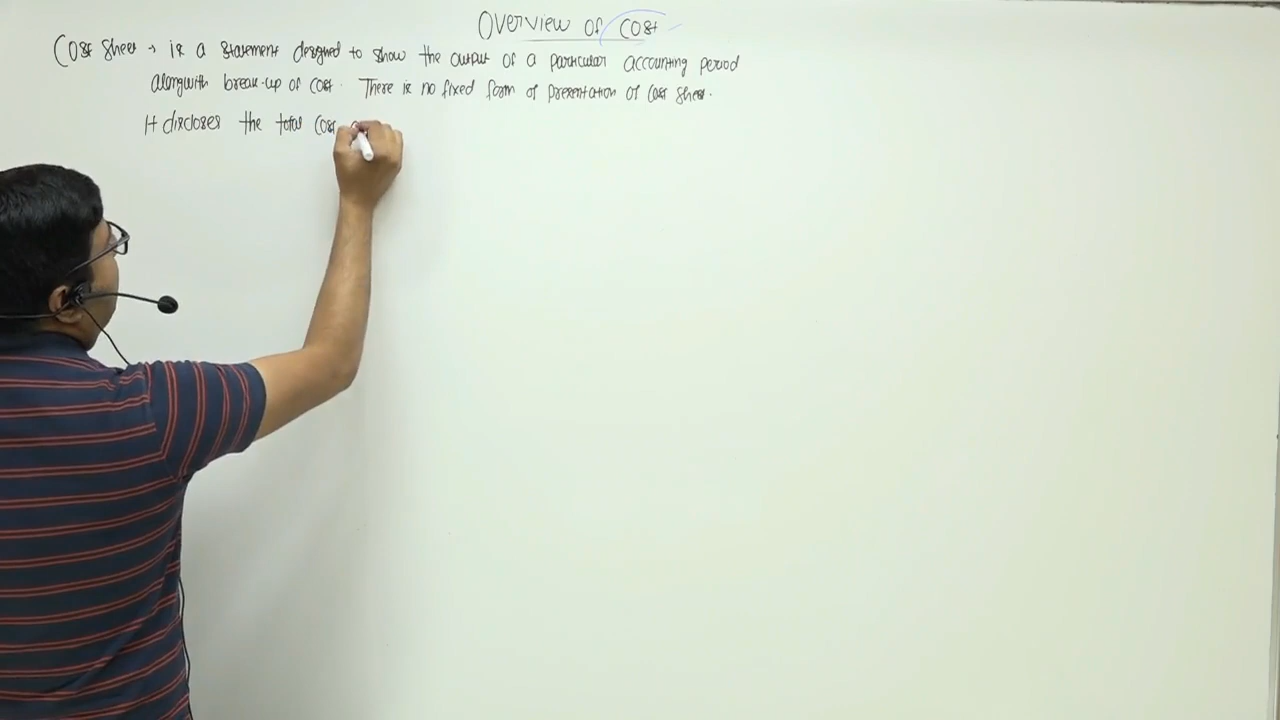 Overview of Cost
Cost Sheet → is a statement designed to show the output of a particular accounting period
alongwith break-up of cost. There is no fixed form of presentation of Cost Sheet.
It discloses the total Cost